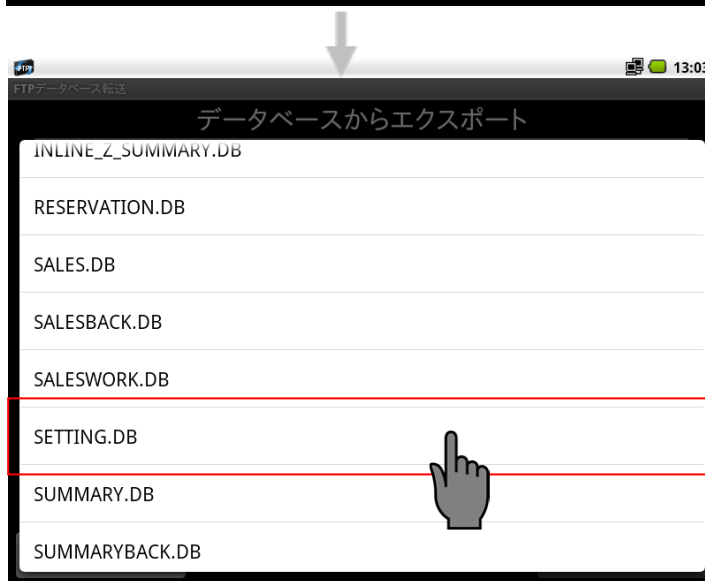 FTP
13:03
FTPデータベース転送
データベースからエクスポート
INLINE_Z_SUMMARY.DB
RESERVATION.DB
SALES.DB
SALESBACK.DB
SALESWORK.DB
SETTING.DB
SUMMARY.DB
SUMMARYBACK.DB